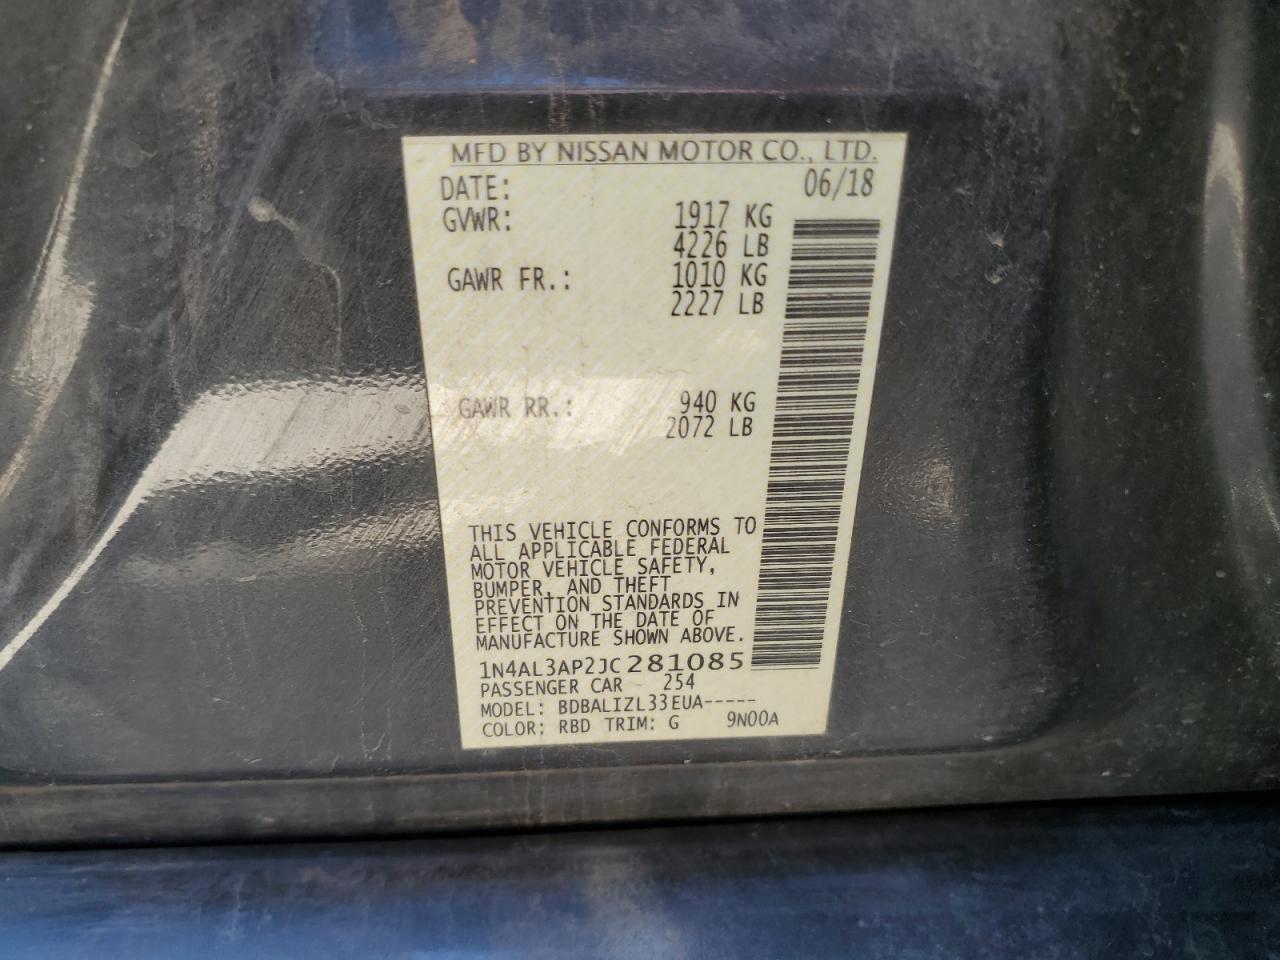 MFD BY NISSAN MOTOR CO., LTD.
DATE: 06/18
GVWR: 1917 KG
4226 LB
GAWR FR.: 1010 KG
2227 LB
GAWR RR.: 940 KG
2072 LB
THIS VEHICLE CONFORMS TO
ALL APPLICABLE FEDERAL
MOTOR VEHICLE SAFETY,
BUMPER, AND THEFT
PREVENTION STANDARDS IN
EFFECT ON THE DATE OF
MANUFACTURE SHOWN ABOVE.
1N4AL3AP2JC281085
PASSENGER CAR 254
MODEL: BDBALIZL33EUA-----
COLOR: RBD TRIM: G 9N00A